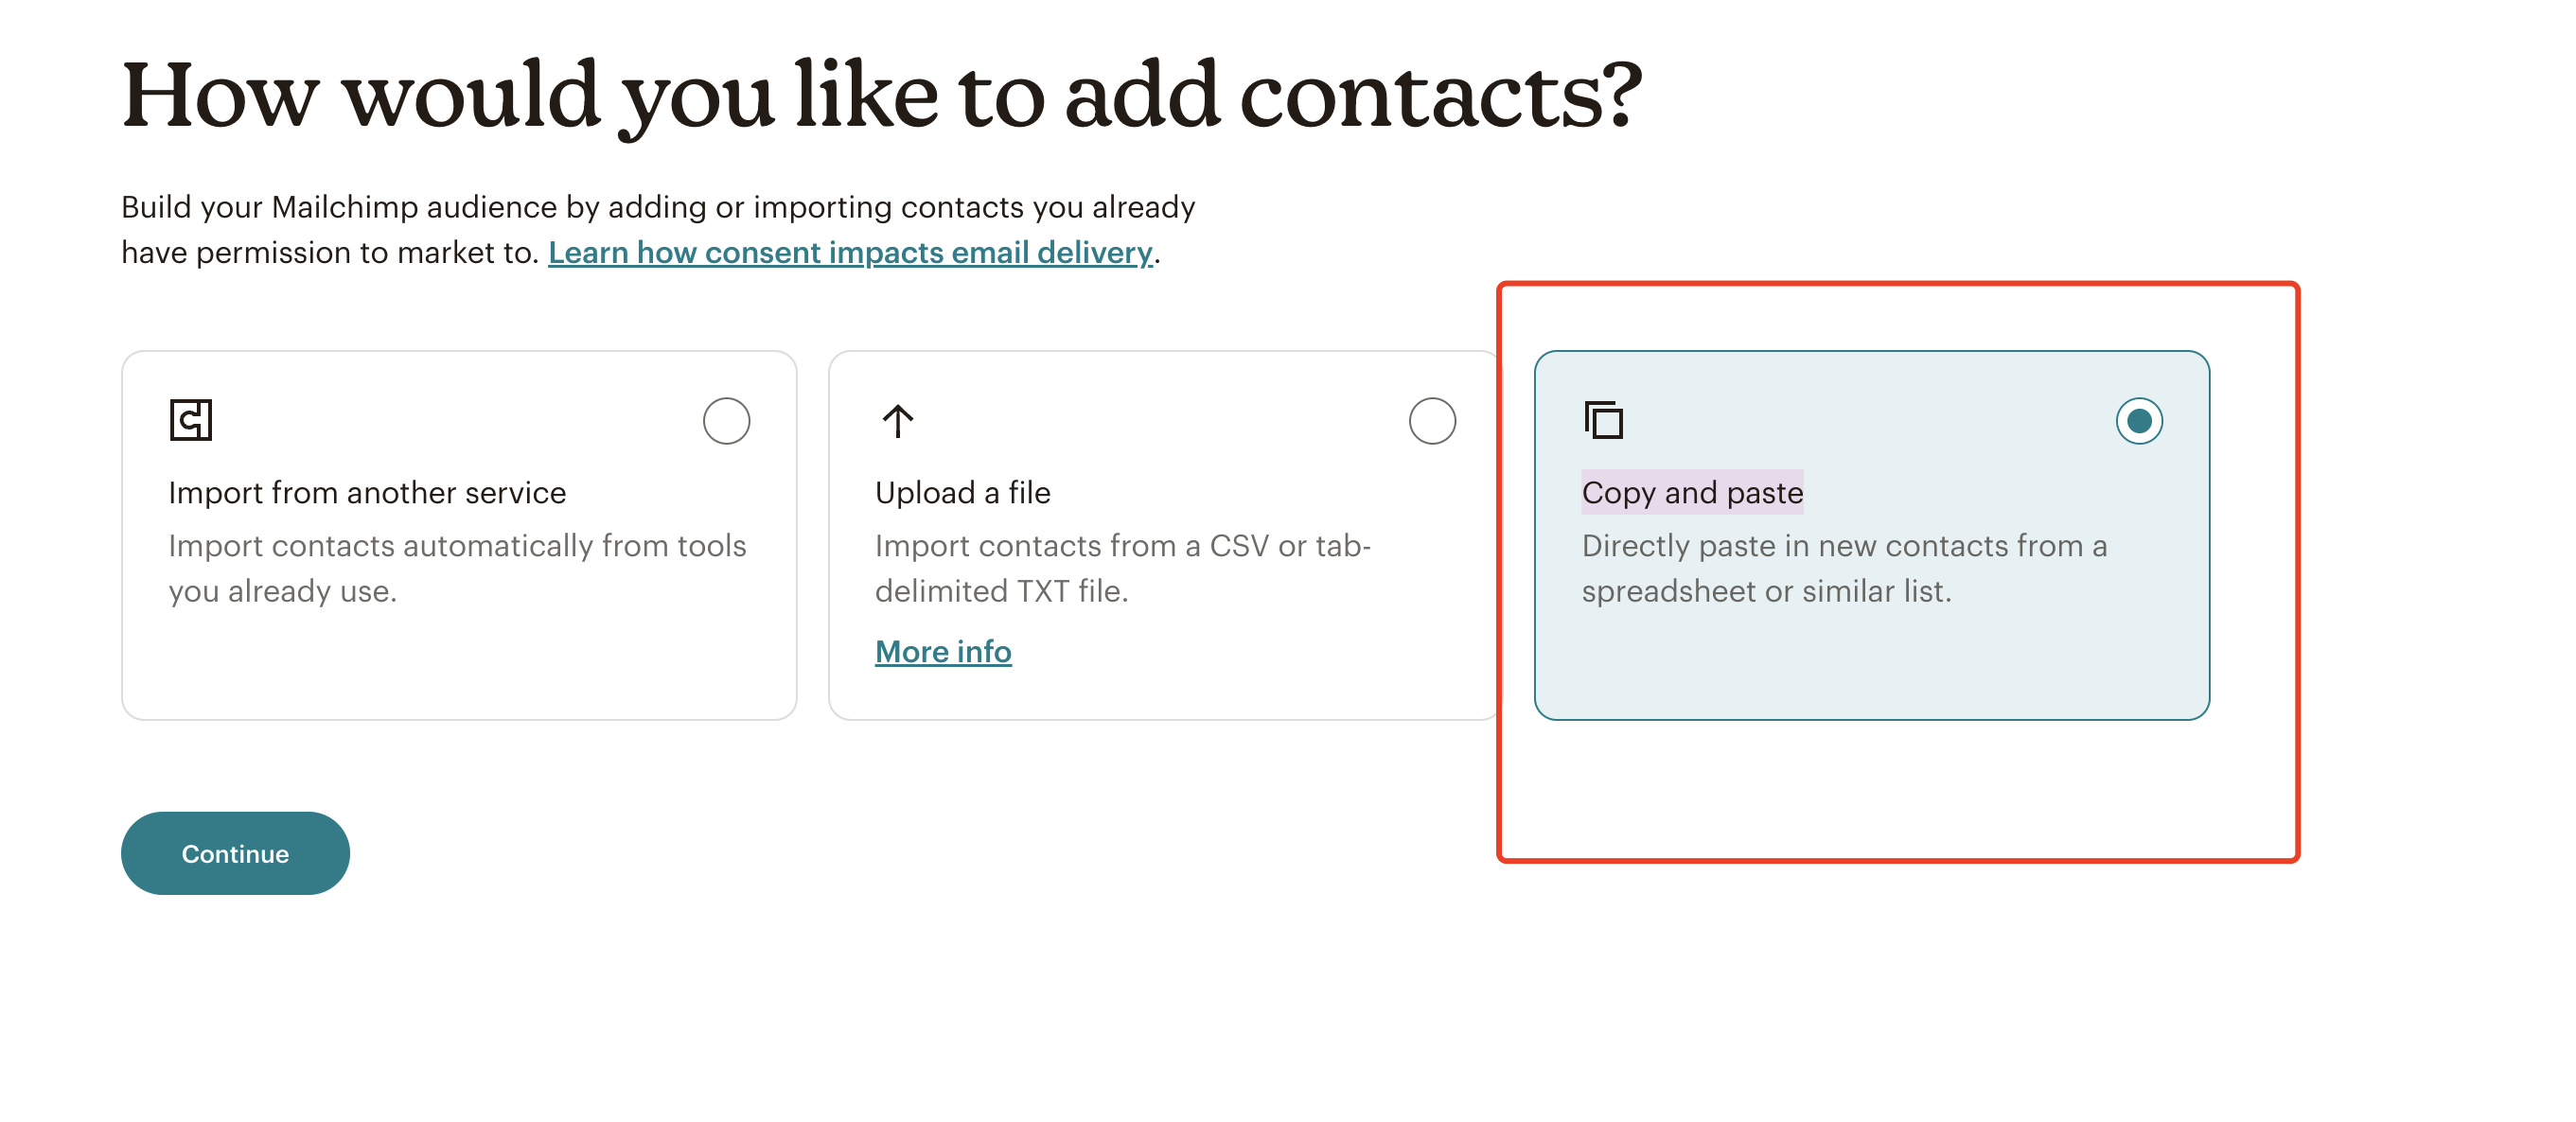 How would you like to add contacts?
Build your Mailchimp audience by adding or importing contacts you already
have permission to market to. Learn how consent impacts email delivery.
Import from another service
Import contacts automatically from tools
you already use.
Upload a file
Import contacts from a CSV or tab-
delimited TXT file.
More info
Copy and paste
Directly paste in new contacts from a
spreadsheet or similar list.
Continue